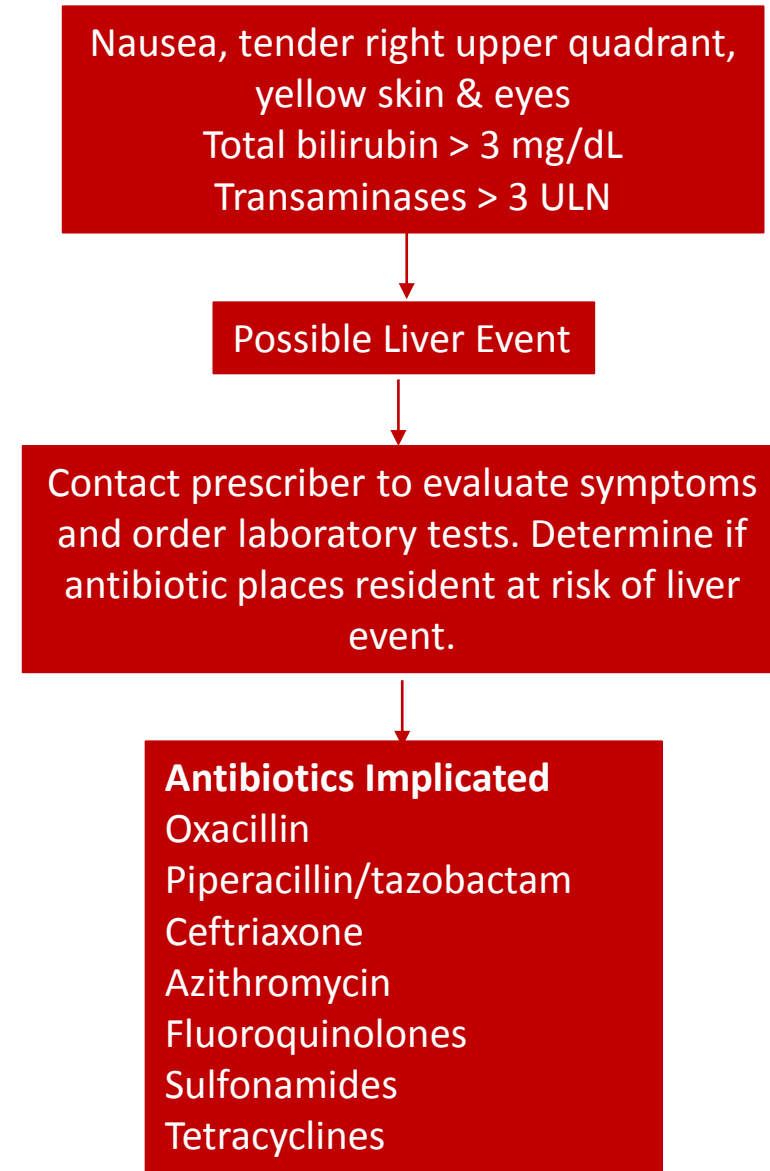 Nausea, tender right upper quadrant,
yellow skin & eyes
Total bilirubin > 3 mg/dL
Transaminases > 3 ULN
Possible Liver Event
Contact prescriber to evaluate symptoms
and order laboratory tests. Determine if
antibiotic places resident at risk of liver
event.
Antibiotics Implicated
Oxacillin
Piperacillin/tazobactam
Ceftriaxone
Azithromycin
Fluoroquinolones
Sulfonamides
Tetracyclines